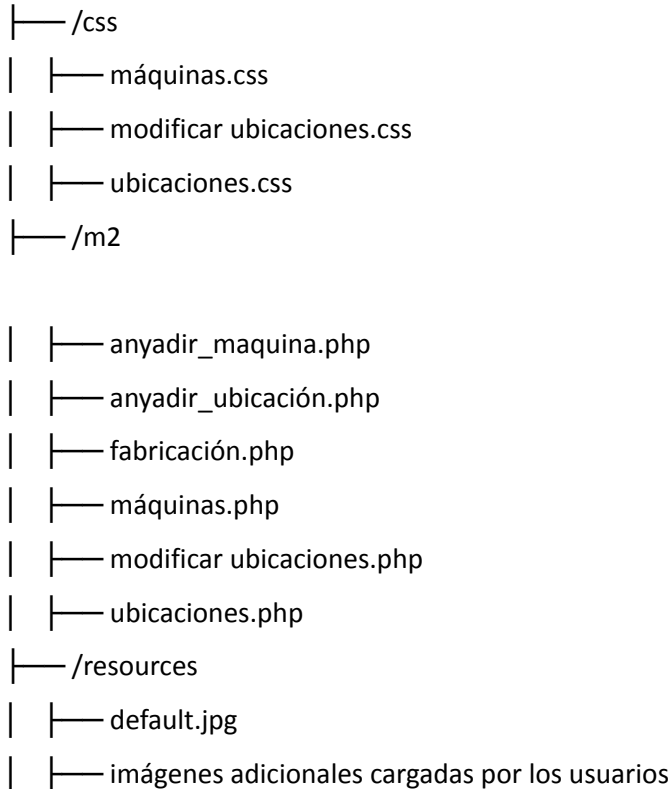 ├── /css
│ ├── máquinas.css
│ ├── modificar ubicaciones.css
│ ├── ubicaciones.css
├── /m2
│ ├── anyadir_maquina.php
│ ├── anyadir_ubicación.php
│ ├── fabricación.php
│ ├── máquinas.php
│ ├── modificar ubicaciones.php
│ ├── ubicaciones.php
├── /resources
│ ├── default.jpg
│ ├── imágenes adicionales cargadas por los usuarios